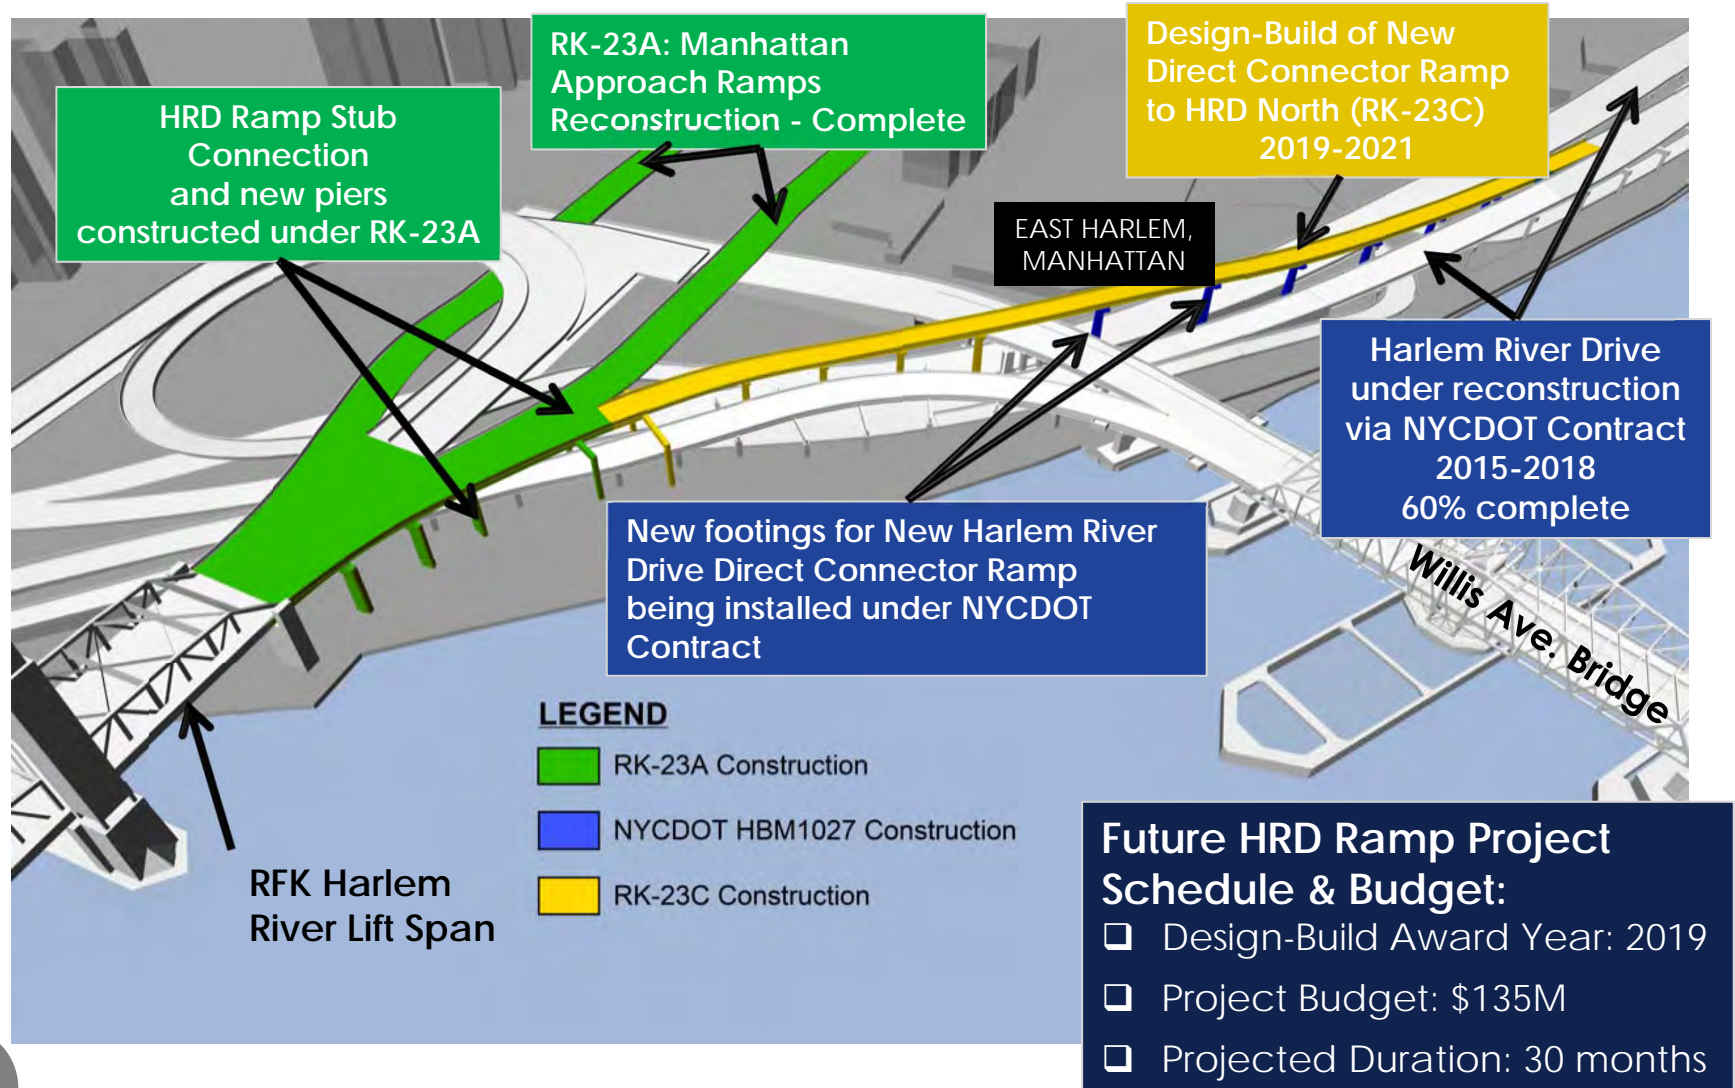 RK-23A: Manhattan
Approach Ramps
Reconstruction - Complete
Design-Build of New
Direct Connector Ramp
to HRD North (RK-23C)
2019-2021
HRD Ramp Stub
Connection
and new piers
constructed under RK-23A
EAST HARLEM,
MANHATTAN
Harlem River Drive
under reconstruction
via NYCDOT Contract
2015-2018
60% complete
New footings for New Harlem River
Drive Direct Connector Ramp
being installed under NYCDOT
Contract
Willis Ave. Bridge
LEGEND
RK-23A Construction
NYCDOT HBM1027 Construction
RK-23C Construction
RFK Harlem
River Lift Span
Future HRD Ramp Project
Schedule & Budget:
Design-Build Award Year: 2019
Project Budget: $135M
Projected Duration: 30 months